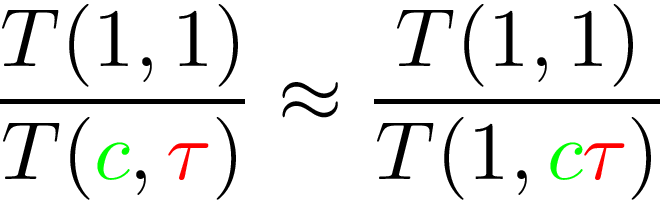 T(1, 1) / T(c, τ) ≈ T(1, 1) / T(1, cτ)